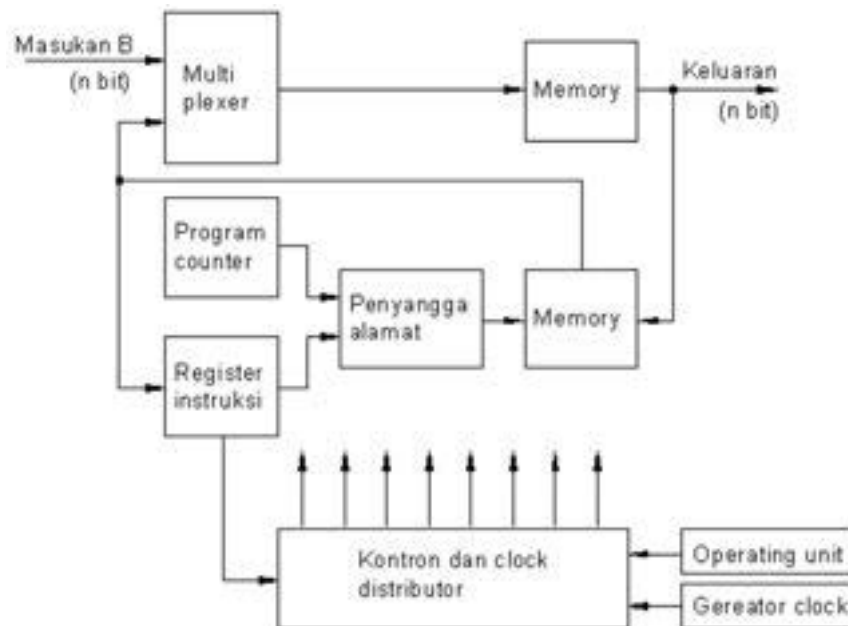 Masukan B
(n bit)
Multi
plexer
Memory
Keluaran
(n bit)
Program
counter
Penyangga
alamat
Memory
Register
instruksi
Kontron dan clock
distributor
Operating unit
Gereator clock